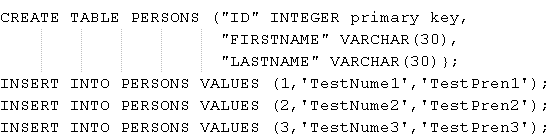 CREATE TABLE PERSONS ("ID" INTEGER primary key,
"FIRSTNAME" VARCHAR(30),
"LASTNAME" VARCHAR(30));
INSERT INTO PERSONS VALUES (1,'TestNume1','TestPren1');
INSERT INTO PERSONS VALUES (2,'TestNume2','TestPren2');
INSERT INTO PERSONS VALUES (3,'TestNume3','TestPren3');